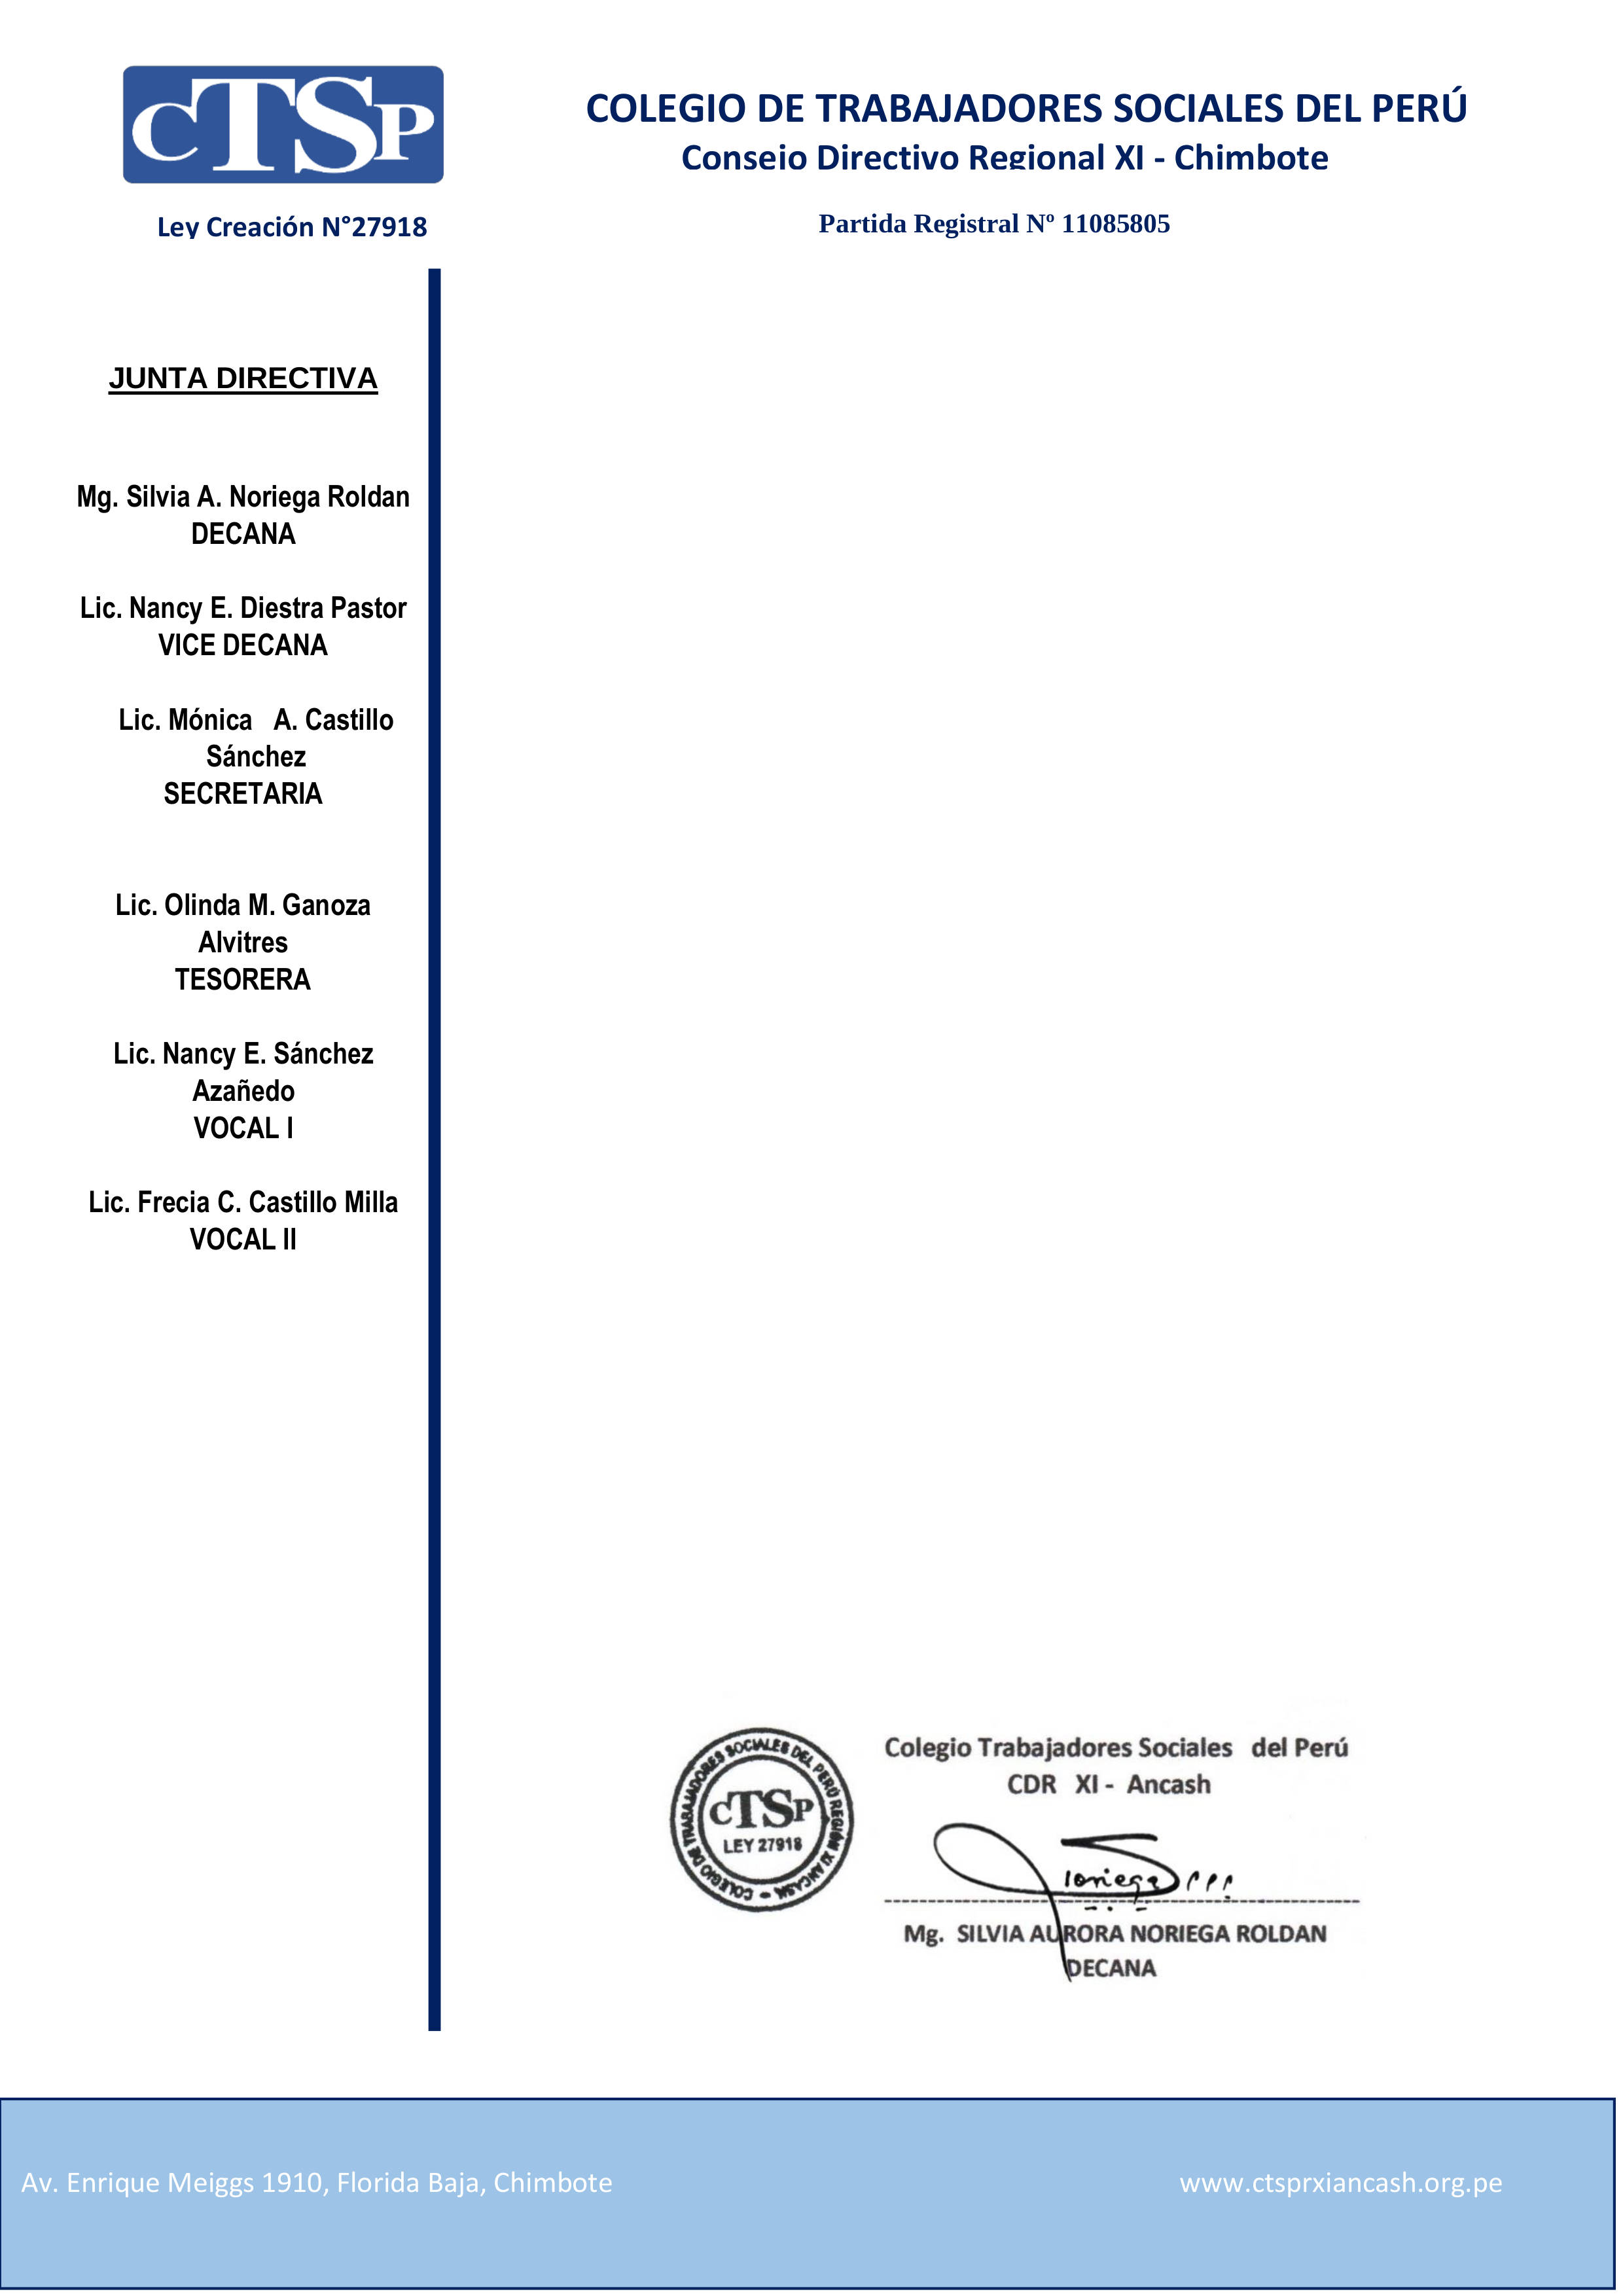 CTSP
COLEGIO DE TRABAJADORES SOCIALES DEL PERÚ
Consejo Directivo Regional XI - Chimbote
Ley Creación N°27918
Partida Registral Nº 11085805
JUNTA DIRECTIVA
Mg. Silvia A. Noriega Roldan
DECANA
Lic. Nancy E. Diestra Pastor
VICE DECANA
Lic. Mónica A. Castillo
Sánchez
SECRETARIA
Lic. Olinda M. Ganoza
Alvitres
TESORERA
Lic. Nancy E. Sánchez
Azañedo
VOCAL I
Lic. Frecia C. Castillo Milla
VOCAL II
COLEGIO DE TRABAJADORES SOCIALES DEL PERÚ REGIÓN XI ANCASH
CTSP
LEY 27918
Colegio Trabajadores Sociales del Perú
CDR XI - Ancash
Mg. SILVIA AURORA NORIEGA ROLDAN
DECANA
Av. Enrique Meiggs 1910, Florida Baja, Chimbote
www.ctsprxiancash.org.pe